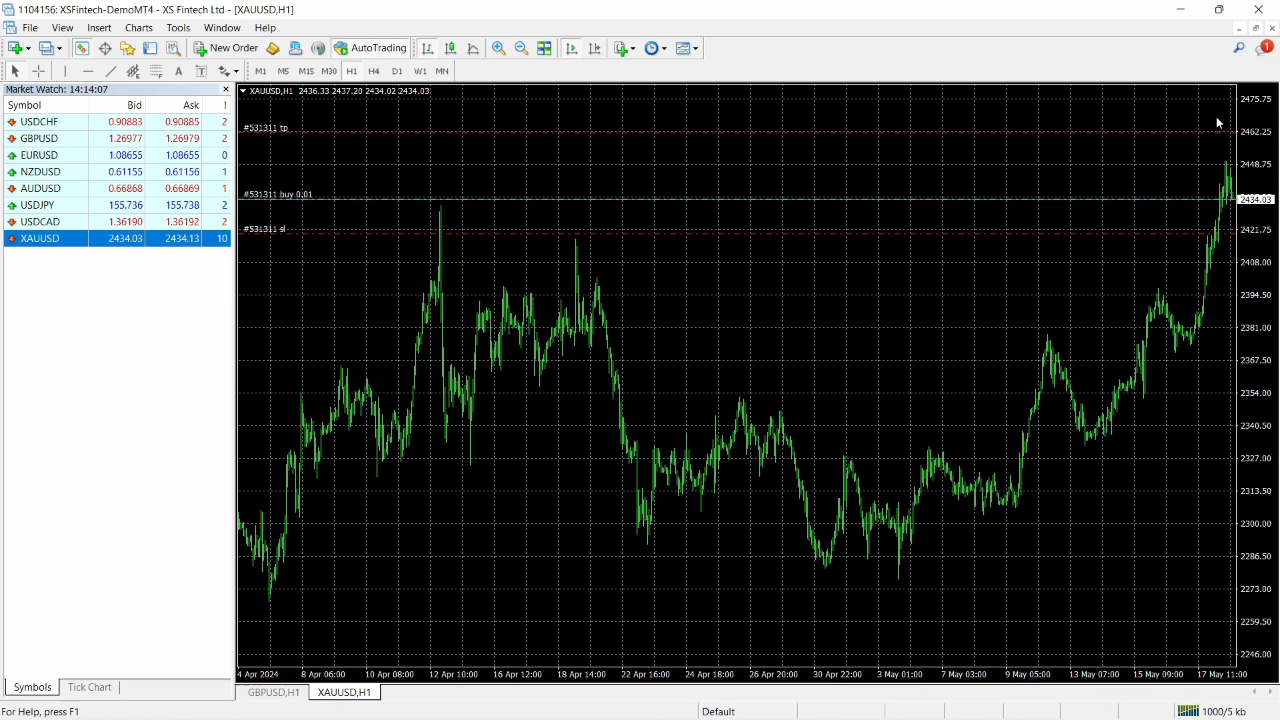 1104156: XSFintech-DemoMT4 - XS Fintech Ltd - [XAUUSD,H1]
File View Insert Charts Tools Window Help
New Order AutoTrading 1
A T M1 M5 M15 M30 H1 H4 D1 W1 MN
Market Watch: 14:14:07
Symbol Bid Ask !
USDCHF 0.90883 0.90885 2
GBPUSD 1.26977 1.26979 2
EURUSD 1.08655 1.08655 0
NZDUSD 0.61155 0.61156 1
AUDUSD 0.66868 0.66869 1
USDJPY 155.736 155.738 2
USDCAD 1.36190 1.36192 2
XAUUSD 2434.03 2434.13 10
Symbols Tick Chart
XAUUSD,H1 2436.33 2437.20 2434.02 2434.03
#531311 tp
#531311 buy 0.01
#531311 sl
2475.75
2462.25
2448.75
2434.03
2421.75
2408.00
2394.50
2381.00
2367.50
2354.00
2340.50
2327.00
2313.50
2300.00
2286.50
2273.00
2259.50
2246.00
4 Apr 2024 8 Apr 06:00 10 Apr 08:00 12 Apr 10:00 16 Apr 12:00 18 Apr 14:00 22 Apr 16:00 24 Apr 18:00 26 Apr 20:00 30 Apr 22:00 3 May 01:00 7 May 03:00 9 May 05:00 13 May 07:00 15 May 09:00 17 May 11:00
GBPUSD,H1 XAUUSD,H1
For Help, press F1 Default 1000/5 kb